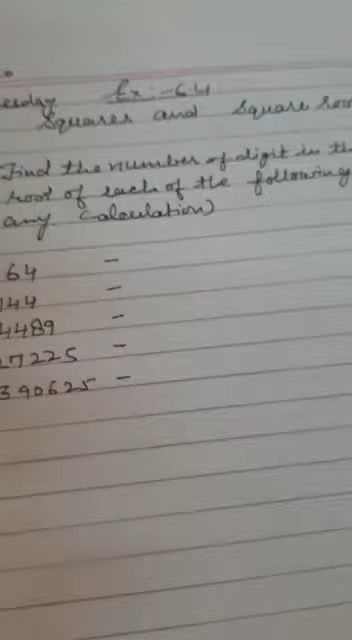 Ex:-6.4
Squares and Square
Find the number of digit in
root of each of the following
any Calculation)
64 -
144 -
4489 -
27225 -
390625 -